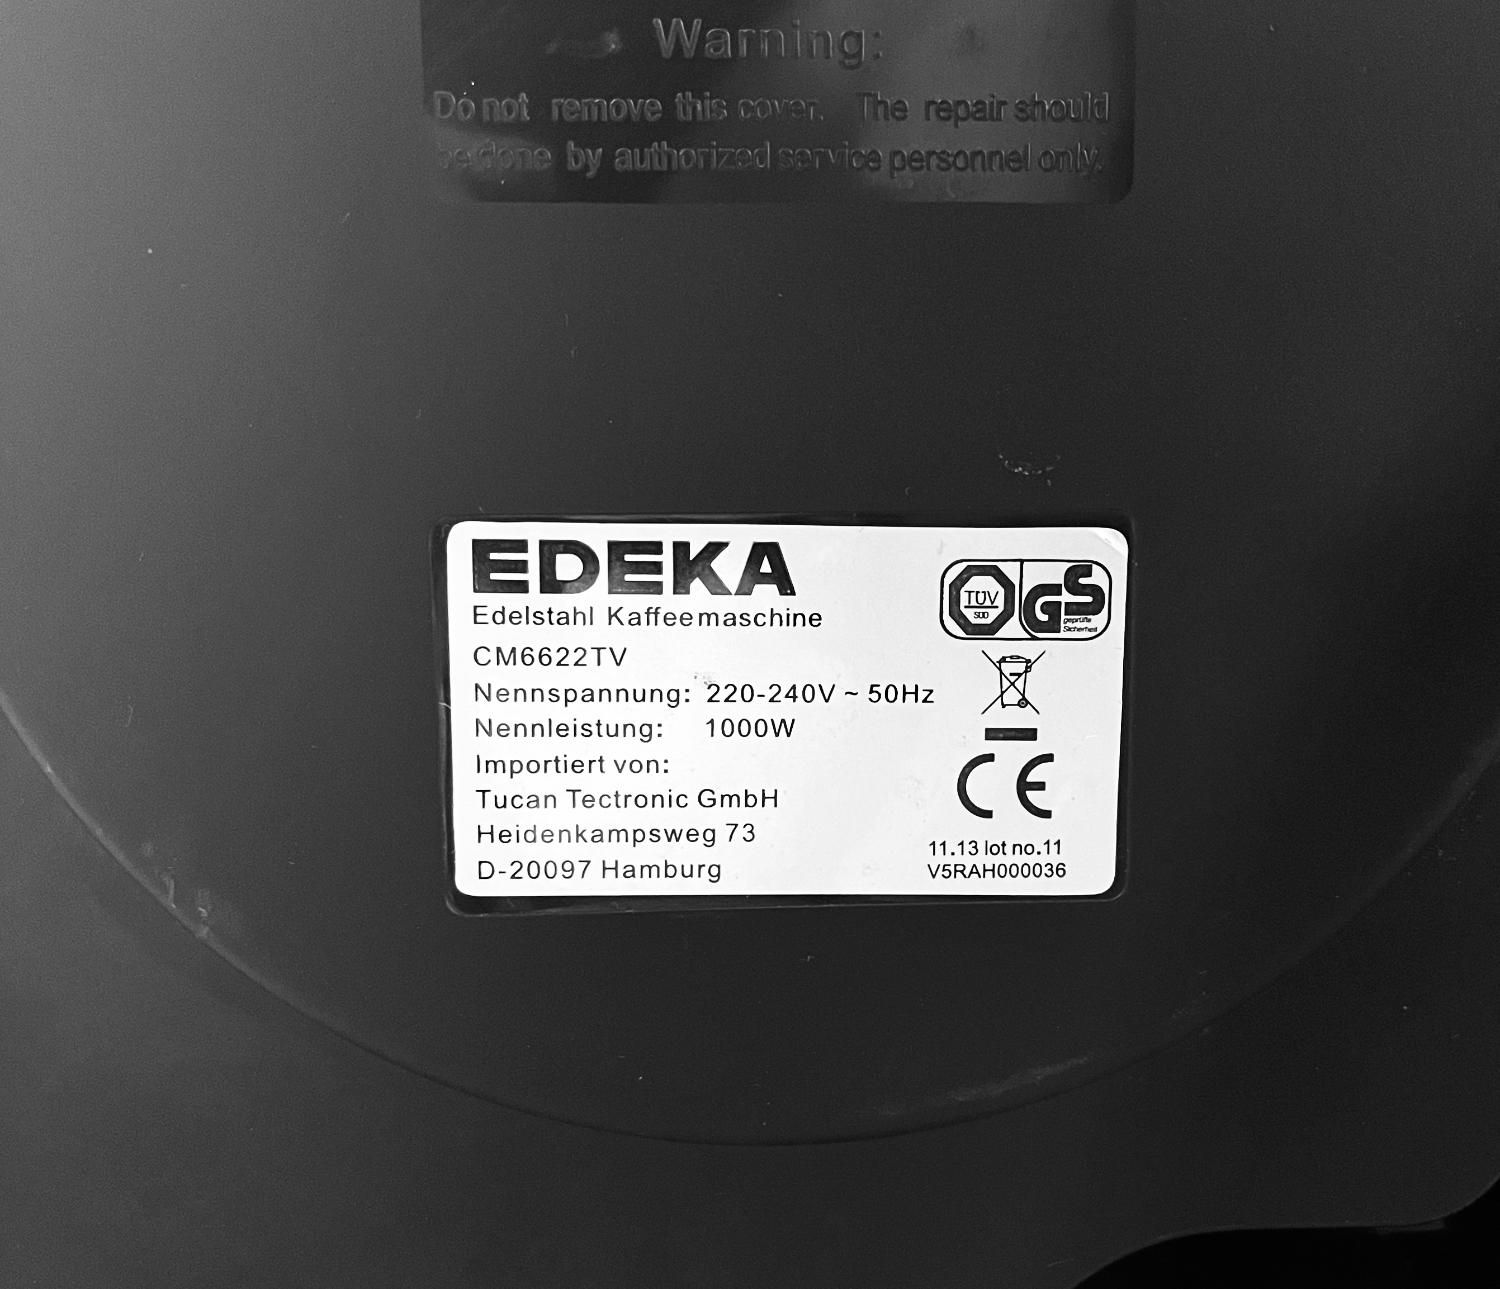 Warning:
Do not remove this cover. The repair should
be done by authorized service personnel only.
EDEKA
Edelstahl Kaffeemaschine
CM6622TV
Nennspannung: 220-240V ~ 50Hz
Nennleistung: 1000W
Importiert von:
Tucan Tectronic GmbH
Heidenkampsweg 73
D-20097 Hamburg
TÜV
SÜD
GS
geprüfte
Sicherheit
CE
11.13 lot no.11
V5RAH000036